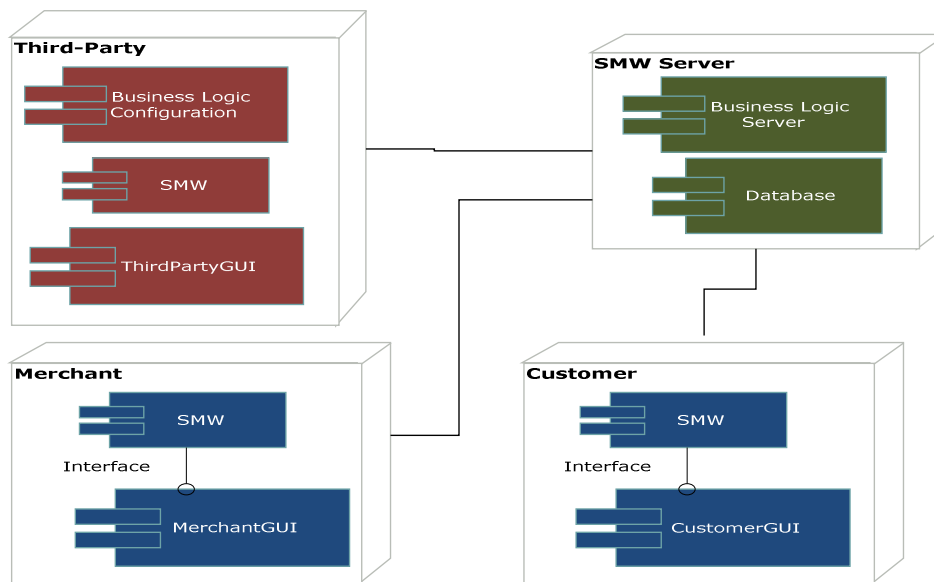 Third-Party
Business Logic
Configuration
SMW
ThirdPartyGUI
SMW Server
Business Logic
Server
Database
Merchant
SMW
Interface
MerchantGUI
Customer
SMW
Interface
CustomerGUI